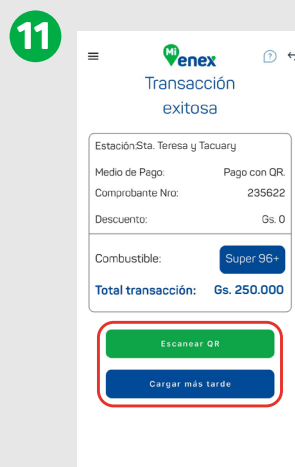 11
Mi
enex
Transacción
exitosa
Estación:Sta. Teresa y Tacuary
Medio de Pago: Pago con QR.
Comprobante Nro: 235622
Descuento: Gs. 0
Combustible: Super 96+
Total transacción: Gs. 250.000
Escanear QR
Cargar más tarde